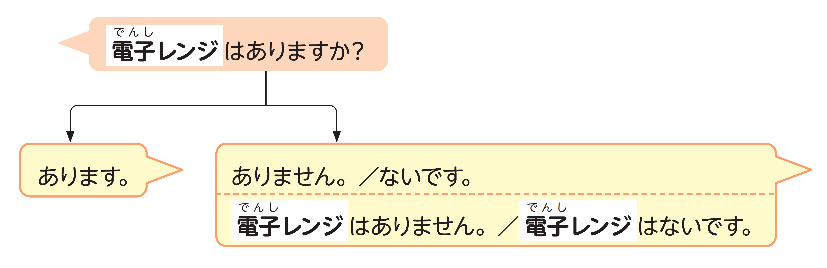 でんし
電子レンジはありますか?
あります。
ありません。／ないです。
でんし でんし
電子レンジはありません。／電子レンジはないです。